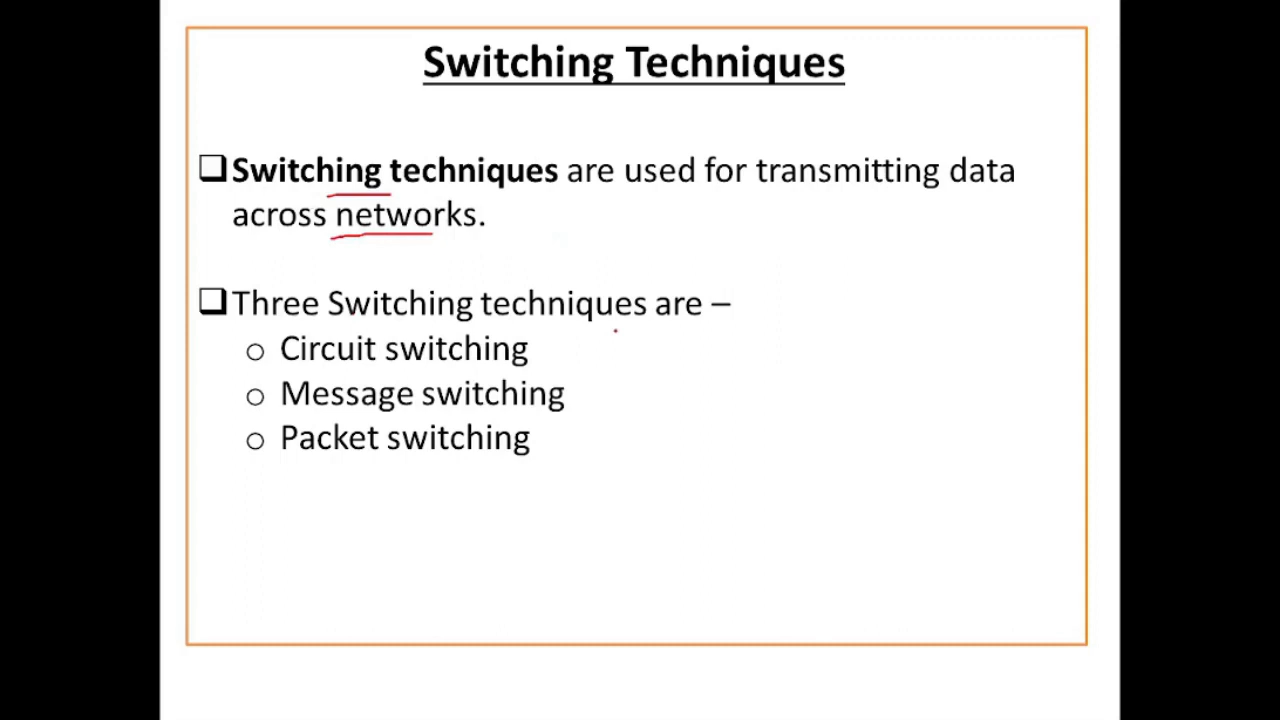 Switching Techniques
Switching techniques are used for transmitting data
across networks.
Three Switching techniques are –
Circuit switching
Message switching
Packet switching